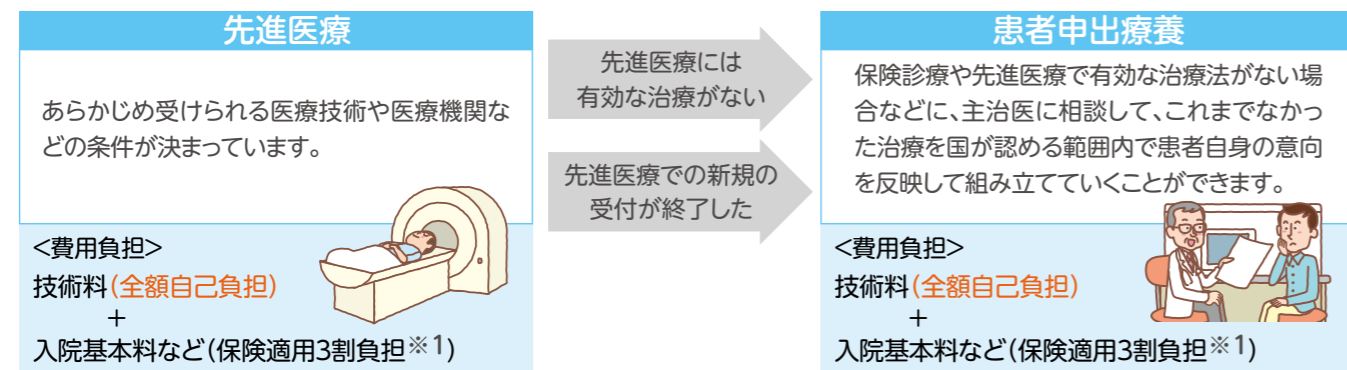 先進医療
あらかじめ受けられる医療技術や医療機関な
どの条件が決まっています。
<費用負担>
技術料(全額自己負担)
+
入院基本料など(保険適用3割負担※1)
先進医療には
有効な治療がない
先進医療での新規の
受付が終了した
患者申出療養
保険診療や先進医療で有効な治療法がない場
合などに、主治医に相談して、これまでなかっ
た治療を国が認める範囲内で患者自身の意向
を反映して組み立てていくことができます。
<費用負担>
技術料(全額自己負担)
+
入院基本料など(保険適用3割負担※1)